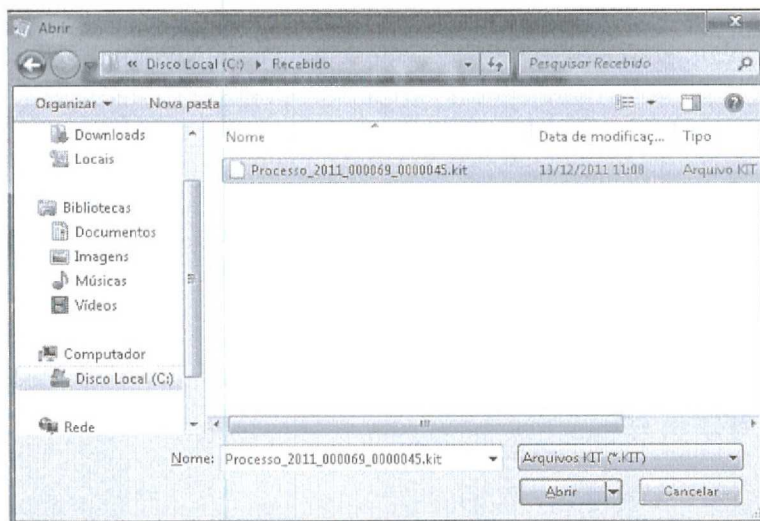 Abrir
« Disco Local (C:) ▸ Recebido
Pesquisar Recebido
Organizar
Nova pasta
Downloads
Locais
Bibliotecas
Documentos
Imagens
Músicas
Vídeos
Computador
Disco Local (C:)
Rede
Nome
Data de modificaç...
Tipo
Processo_2011_000069_0000045.kit
13/12/2011 11:08
Arquivo KIT
Nome: Processo_2011_000069_0000045.kit
Arquivos KIT (*.KIT)
Abrir
Cancelar